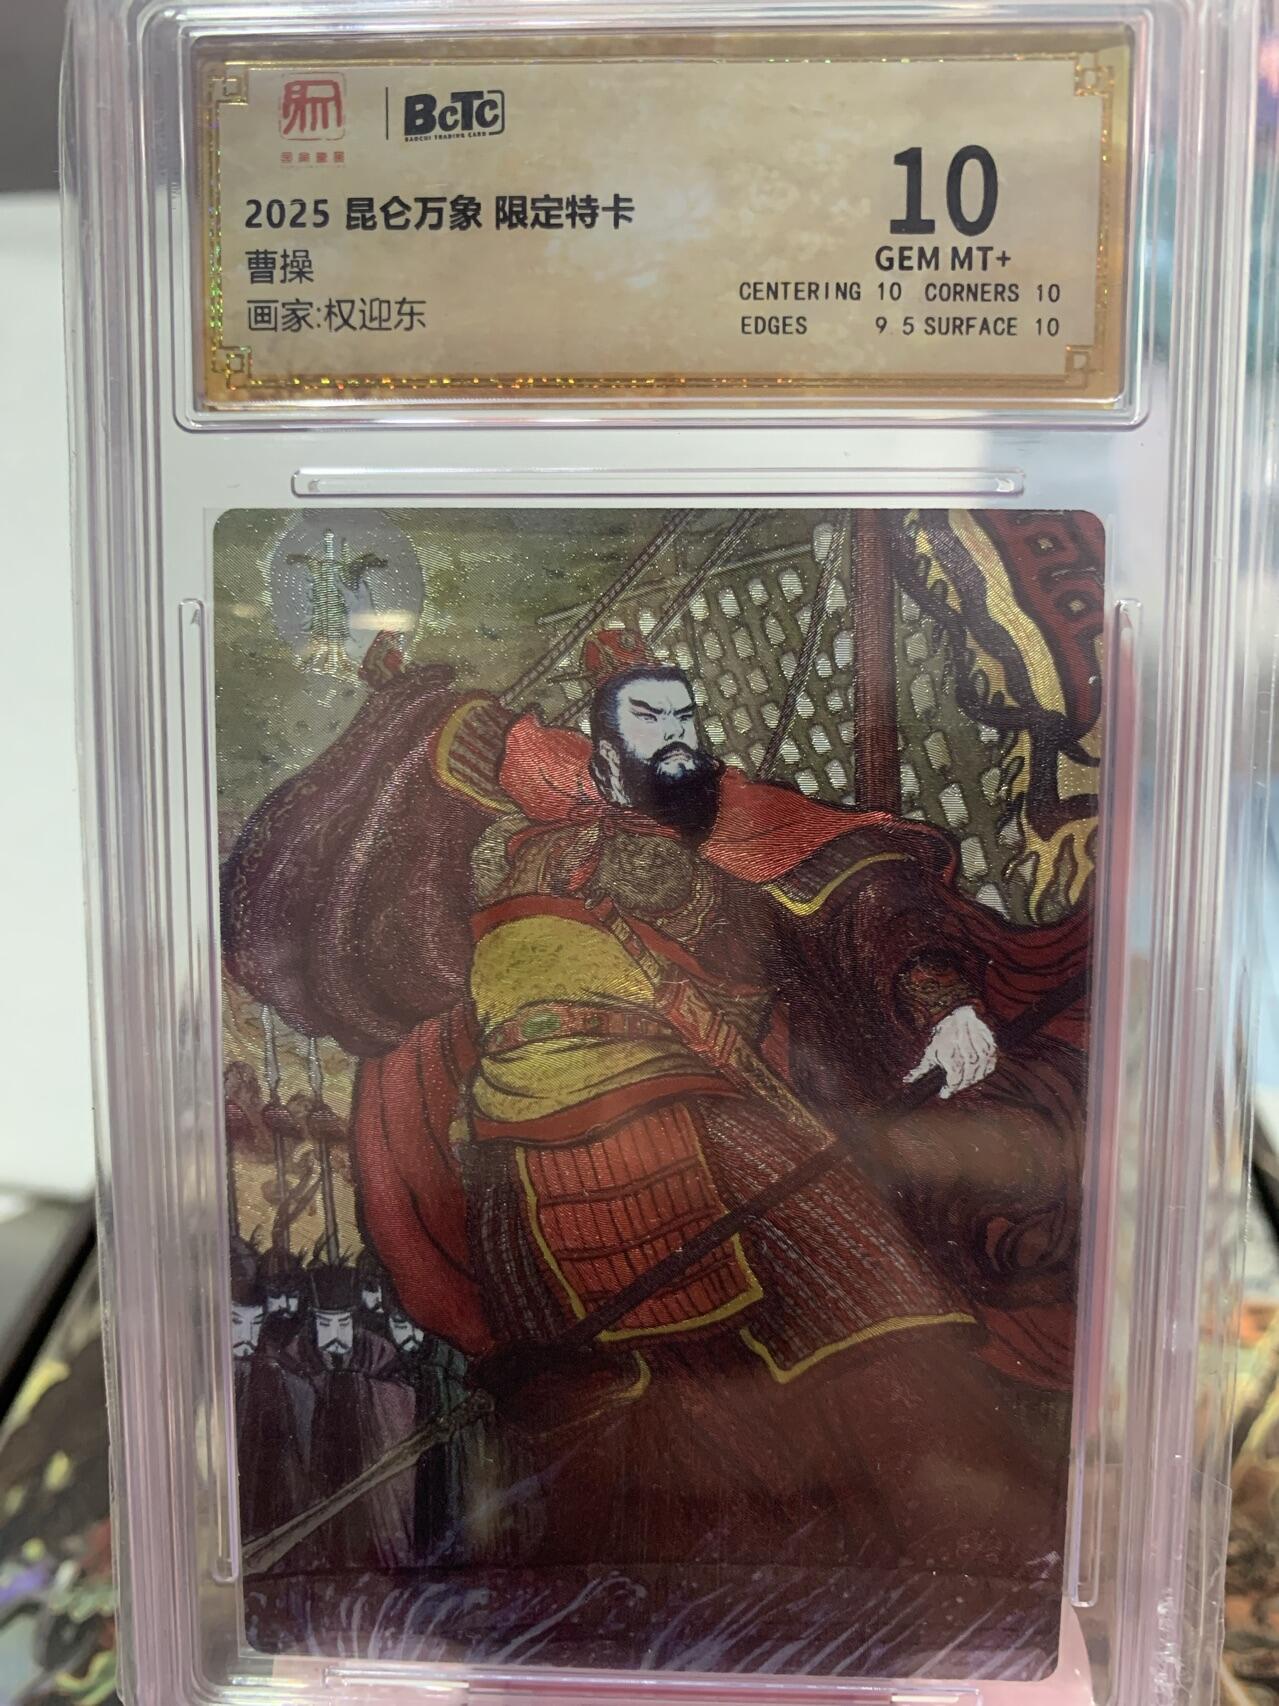 BCTC
BAOCHI TRADING CARD
2025 昆仑万象 限定特卡
曹操
画家:权迎东
10
GEM MT+
CENTERING 10 CORNERS 10
EDGES 9.5 SURFACE 10